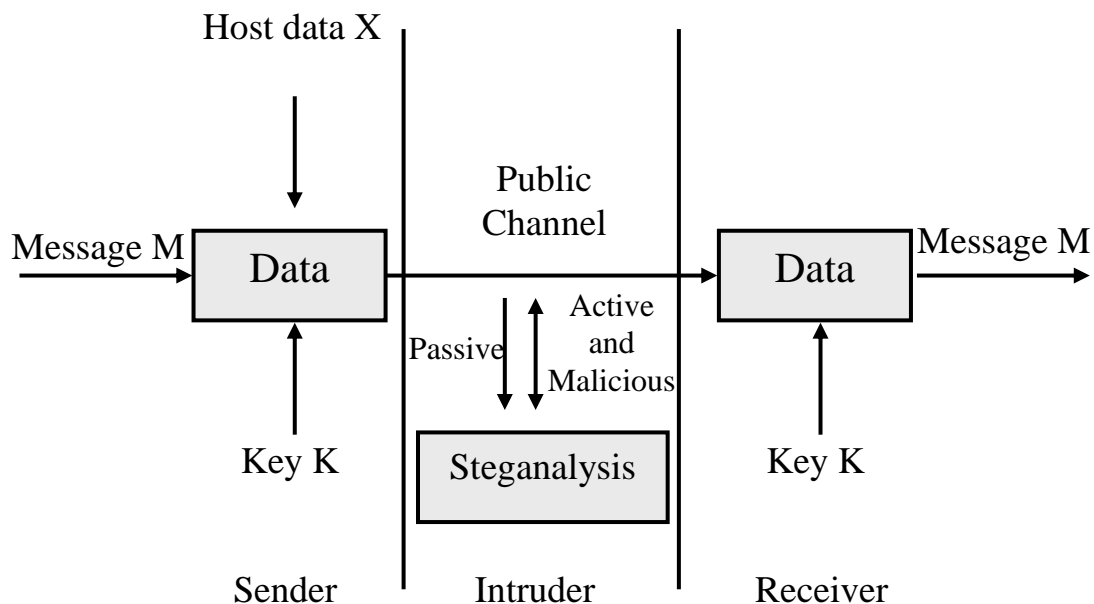 Host data X
Public
Channel
Message M
Data
Data
Message M
Passive
Active
and
Malicious
Key K
Steganalysis
Key K
Sender
Intruder
Receiver